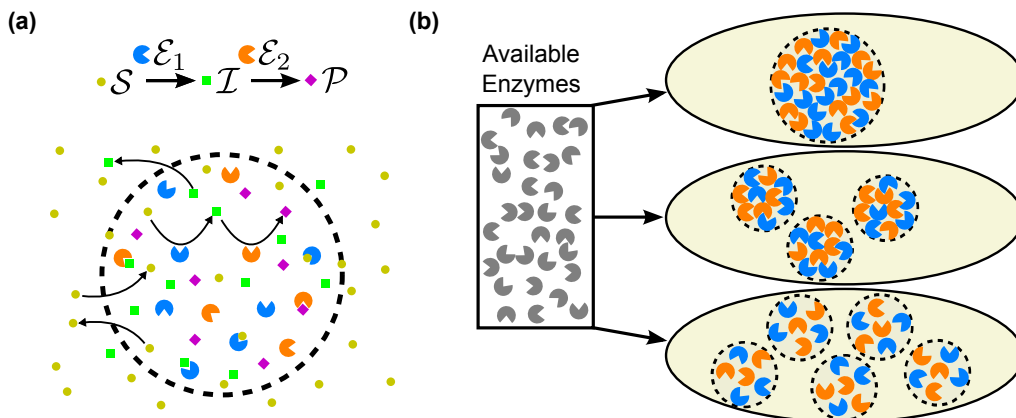 (a)
ℰ₁ ℰ₂
𝒮 ℐ 𝒫
(b)
Available
Enzymes